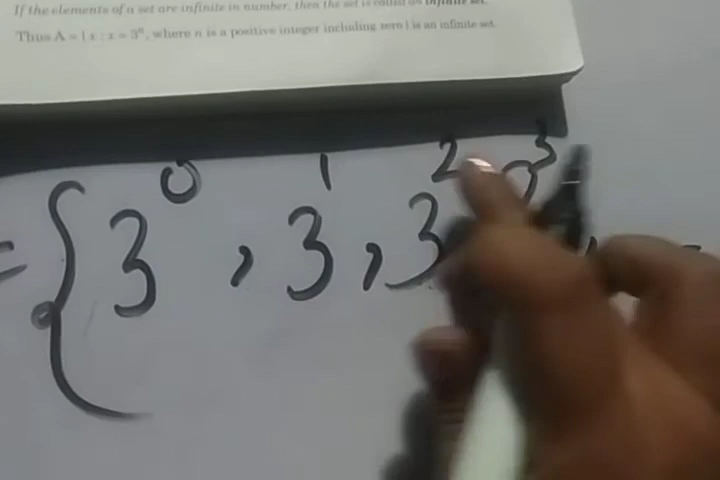 If the elements of a set are infinite in number, then the set is called an infinite set.
Thus A = { x : x = 3ⁿ, where n is a positive integer including zero } is an infinite set.
= { 3⁰ , 3¹ , 3² 3³ ,